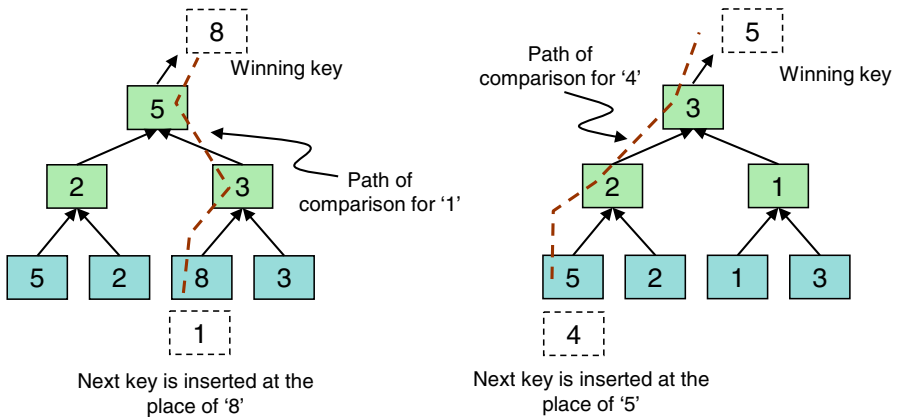 8
Winning key
5
2
3
Path of
comparison for ‘1’
5
2
8
3
1
Next key is inserted at the
place of ‘8’
5
Path of
comparison for ‘4’
Winning key
3
2
1
5
2
1
3
4
Next key is inserted at the
place of ‘5’